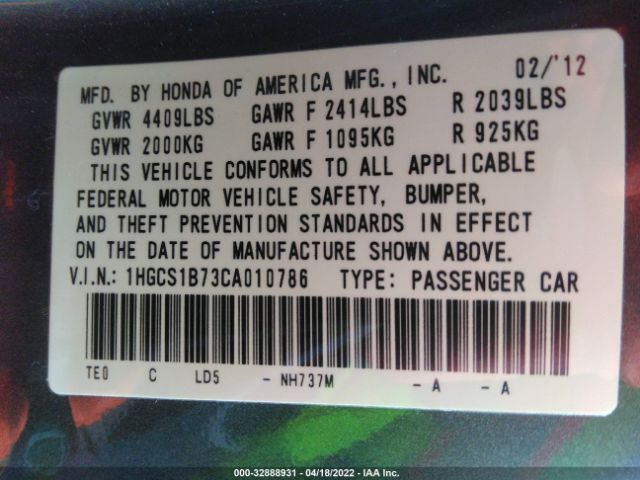 MFD. BY HONDA OF AMERICA MFG., INC. 02/'12
GVWR 4409LBS GAWR F 2414LBS R 2039LBS
GVWR 2000KG GAWR F 1095KG R 925KG
THIS VEHICLE CONFORMS TO ALL APPLICABLE
FEDERAL MOTOR VEHICLE SAFETY, BUMPER,
AND THEFT PREVENTION STANDARDS IN EFFECT
ON THE DATE OF MANUFACTURE SHOWN ABOVE.
V.I.N.: 1HGCS1B73CA010786 TYPE: PASSENGER CAR
TE0 C LD5 - NH737M - A - A
000-32888931 - 04/18/2022 - IAA Inc.